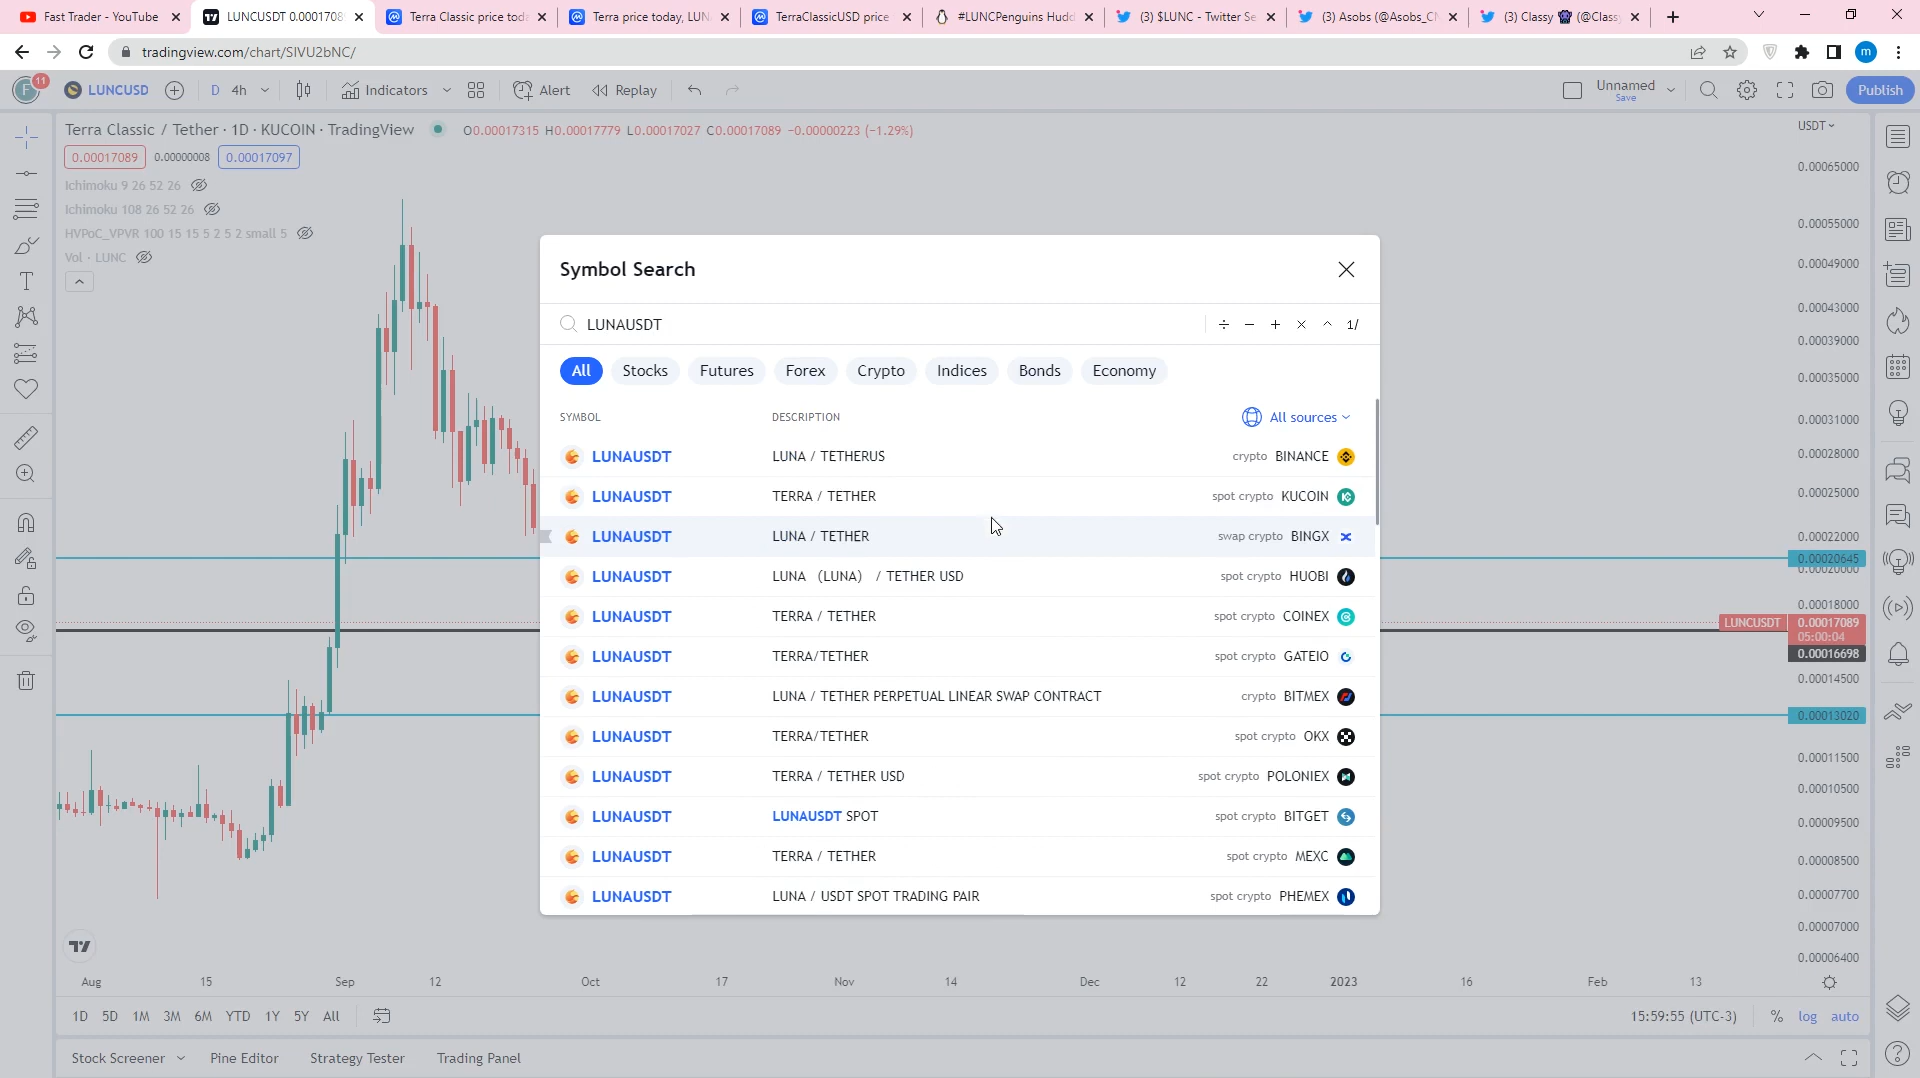 Fast Trader - YouTube
LUNCUSDT 0.00017089
Terra Classic price tod
Terra price today, LUN
TerraClassicUSD price
#LUNCPenguins Hudd
(3) $LUNC - Twitter Se
(3) Asobs (@Asobs_C
(3) Classy (@Class
tradingview.com/chart/SIVU2bNC/
m
11
F
LUNCUSD
D 4h
Indicators
Alert
Replay
Unnamed
Save
Publish
Terra Classic / Tether · 1D · KUCOIN · TradingView
O0.00017315 H0.00017779 L0.00017027 C0.00017089 −0.00000223 (−1.29%)
USDT
0.00017089 0.00000008 0.00017097
Ichimoku 9 26 52 26
Ichimoku 108 26 52 26
HVPoC_VPVR 100 15 15 5 2 5 2 small 5
Vol · LUNC
Symbol Search
LUNAUSDT
÷ − + × ^ 1/
All Stocks Futures Forex Crypto Indices Bonds Economy
SYMBOL DESCRIPTION All sources
LUNAUSDT LUNA / TETHERUS crypto BINANCE
LUNAUSDT TERRA / TETHER spot crypto KUCOIN
LUNAUSDT LUNA / TETHER swap crypto BINGX
LUNAUSDT LUNA （LUNA） / TETHER USD spot crypto HUOBI
LUNAUSDT TERRA / TETHER spot crypto COINEX
LUNAUSDT TERRA/TETHER spot crypto GATEIO
LUNAUSDT LUNA / TETHER PERPETUAL LINEAR SWAP CONTRACT crypto BITMEX
LUNAUSDT TERRA/TETHER spot crypto OKX
LUNAUSDT TERRA / TETHER USD spot crypto POLONIEX
LUNAUSDT LUNAUSDT SPOT spot crypto BITGET
LUNAUSDT TERRA / TETHER spot crypto MEXC
LUNAUSDT LUNA / USDT SPOT TRADING PAIR spot crypto PHEMEX
0.00065000
0.00055000
0.00049000
0.00043000
0.00039000
0.00035000
0.00031000
0.00028000
0.00025000
0.00022000
0.00020645
0.00020000
0.00018000
LUNCUSDT 0.00017089
05:00:04
0.00016698
0.00014500
0.00013020
0.00011500
0.00010500
0.00009500
0.00008500
0.00007700
0.00007000
0.00006400
Aug 15 Sep 12 Oct 17 Nov 14 Dec 12 22 2023 16 Feb 13
1D 5D 1M 3M 6M YTD 1Y 5Y All
15:59:55 (UTC-3) % log auto
Stock Screener Pine Editor Strategy Tester Trading Panel